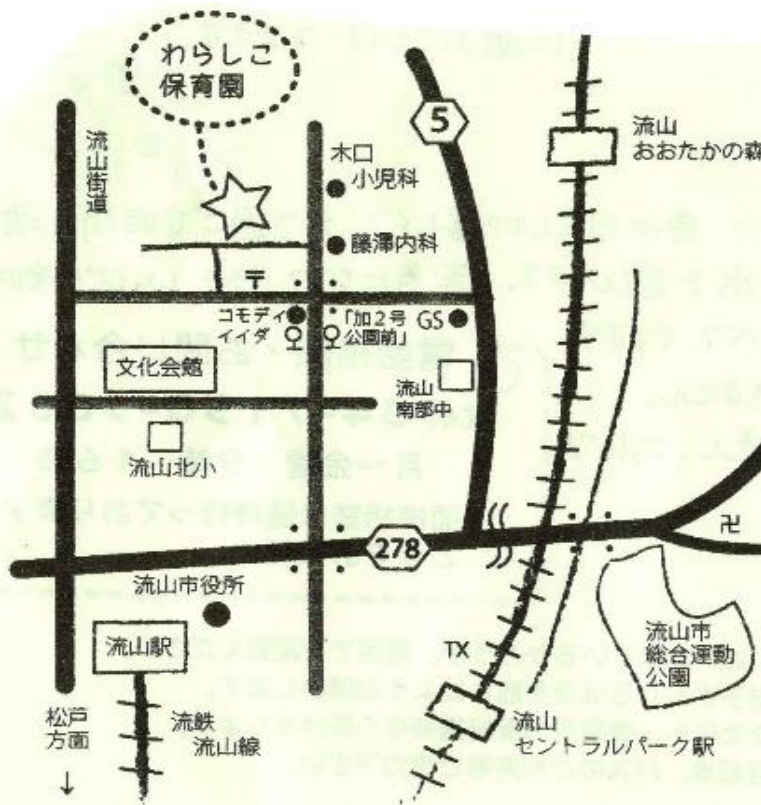 わらしこ
保育園
流山街道
木口
小児科
藤澤内科
5
流山
おおたかの森
〒
コモディ
イイダ
「加2号
公園前」
GS
文化会館
流山
南部中
流山北小
278
卍
流山市役所
流山駅
TX
流山市
総合運動
公園
松戸
方面
↓
流鉄
流山線
流山
セントラルパーク駅